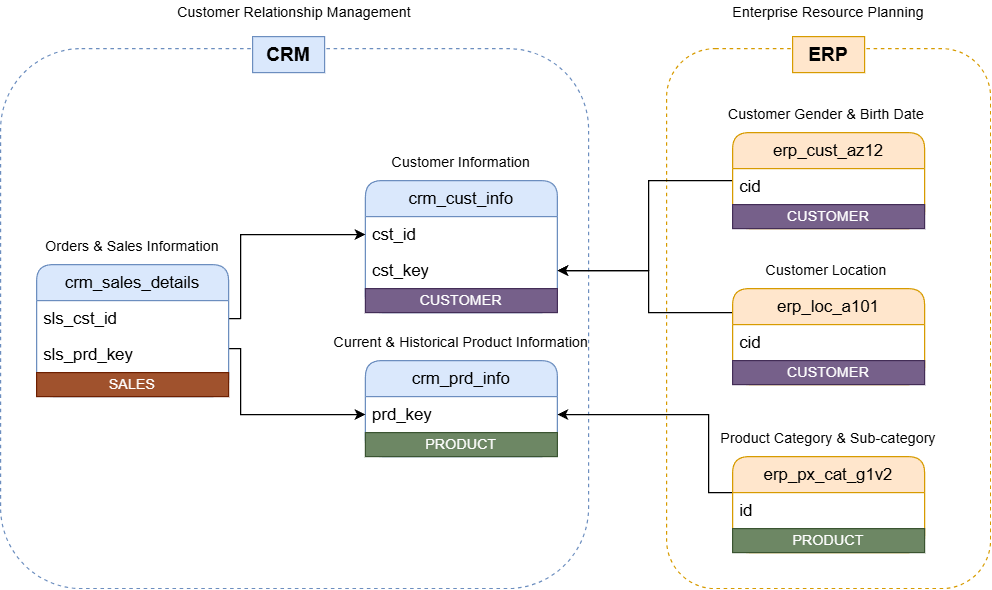 Customer Relationship Management
CRM
Customer Information
crm_cust_info
cst_id
cst_key
CUSTOMER
Orders & Sales Information
crm_sales_details
sls_cst_id
sls_prd_key
SALES
Current & Historical Product Information
crm_prd_info
prd_key
PRODUCT
Enterprise Resource Planning
ERP
Customer Gender & Birth Date
erp_cust_az12
cid
CUSTOMER
Customer Location
erp_loc_a101
cid
CUSTOMER
Product Category & Sub-category
erp_px_cat_g1v2
id
PRODUCT